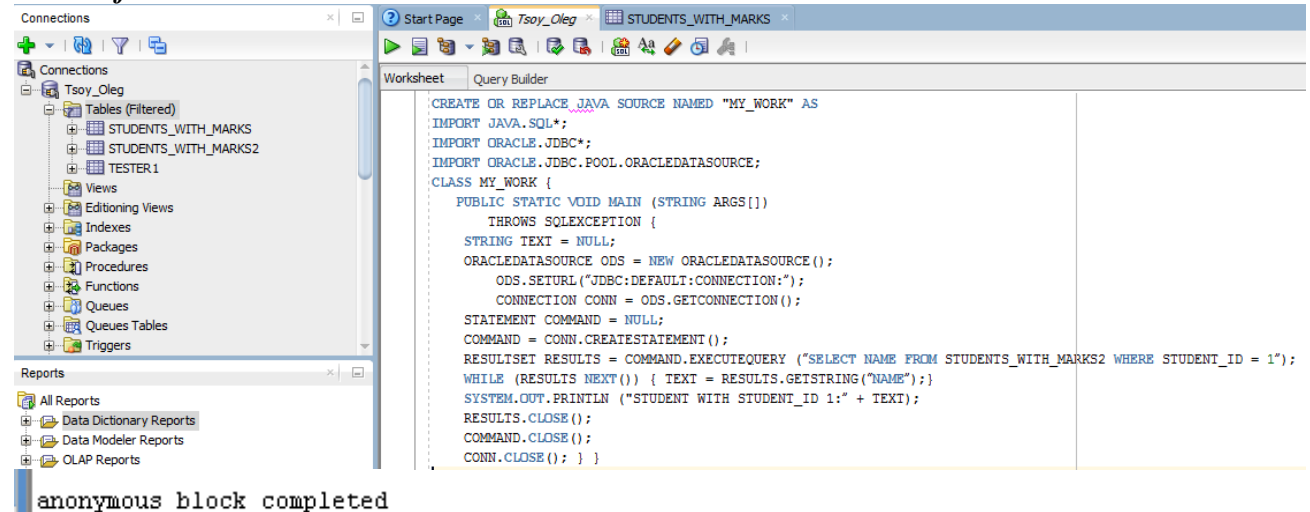 Connections
Start Page
Tsoy_Oleg
STUDENTS_WITH_MARKS
Connections
Tsoy_Oleg
Tables (Filtered)
STUDENTS_WITH_MARKS
STUDENTS_WITH_MARKS2
TESTER1
Views
Editioning Views
Indexes
Packages
Procedures
Functions
Queues
Queues Tables
Triggers
Reports
All Reports
Data Dictionary Reports
Data Modeler Reports
OLAP Reports
Worksheet Query Builder
CREATE OR REPLACE JAVA SOURCE NAMED "MY_WORK" AS
IMPORT JAVA.SQL*;
IMPORT ORACLE.JDBC*;
IMPORT ORACLE.JDBC.POOL.ORACLEDATASOURCE;
CLASS MY_WORK {
PUBLIC STATIC VOID MAIN (STRING ARGS[])
THROWS SQLEXCEPTION {
STRING TEXT = NULL;
ORACLEDATASOURCE ODS = NEW ORACLEDATASOURCE();
ODS.SETURL("JDBC:DEFAULT:CONNECTION:");
CONNECTION CONN = ODS.GETCONNECTION();
STATEMENT COMMAND = NULL;
COMMAND = CONN.CREATESTATEMENT();
RESULTSET RESULTS = COMMAND.EXECUTEQUERY ("SELECT NAME FROM STUDENTS_WITH_MARKS2 WHERE STUDENT_ID = 1");
WHILE (RESULTS NEXT()) { TEXT = RESULTS.GETSTRING("NAME");}
SYSTEM.OUT.PRINTLN ("STUDENT WITH STUDENT_ID 1:" + TEXT);
RESULTS.CLOSE();
COMMAND.CLOSE();
CONN.CLOSE(); } }
anonymous block completed